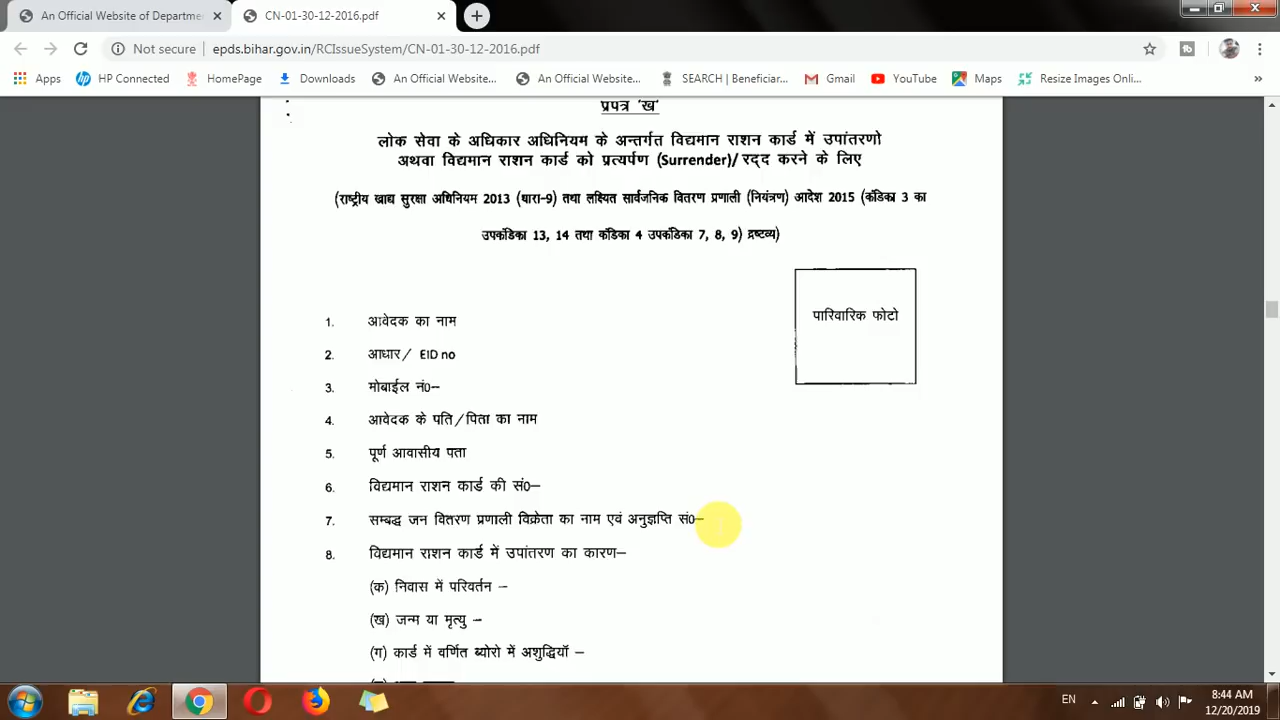 An Official Website of Departme
CN-01-30-12-2016.pdf
Not secure
epds.bihar.gov.in/RCIssueSystem/CN-01-30-12-2016.pdf
Apps
HP Connected
HomePage
Downloads
An Official Website...
An Official Website...
SEARCH | Beneficiar...
Gmail
YouTube
Maps
Resize Images Onli...
»
प्रपत्र 'ख'
लोक सेवा के अधिकार अधिनियम के अन्तर्गत विद्यमान राशन कार्ड में उपांतरणो
अथवा विद्यमान राशन कार्ड को प्रत्यर्पण (Surrender)/रद्द करने के लिए
(राष्ट्रीय खाद्य सुरक्षा अधिनियम 2013 (धारा-9) तथा लक्ष्यित सार्वजनिक वितरण प्रणाली (नियंत्रण) आदेश 2015 (कंडिका 3 का
उपकंडिका 13, 14 तथा कंडिका 4 उपकंडिका 7, 8, 9) द्रष्टव्य)
पारिवारिक फोटो
1. आवेदक का नाम
2. आधार/ EID no
3. मोबाईल नं0–
4. आवेदक के पति/पिता का नाम
5. पूर्ण आवासीय पता
6. विद्यमान राशन कार्ड की सं0–
7. सम्बद्ध जन वितरण प्रणाली विक्रेता का नाम एवं अनुज्ञप्ति सं0–
8. विद्यमान राशन कार्ड में उपांतरण का कारण–
(क) निवास में परिवर्तन –
(ख) जन्म या मृत्यु –
(ग) कार्ड में वर्णित ब्योरो में अशुद्धियॉ –
EN
8:44 AM
12/20/2019